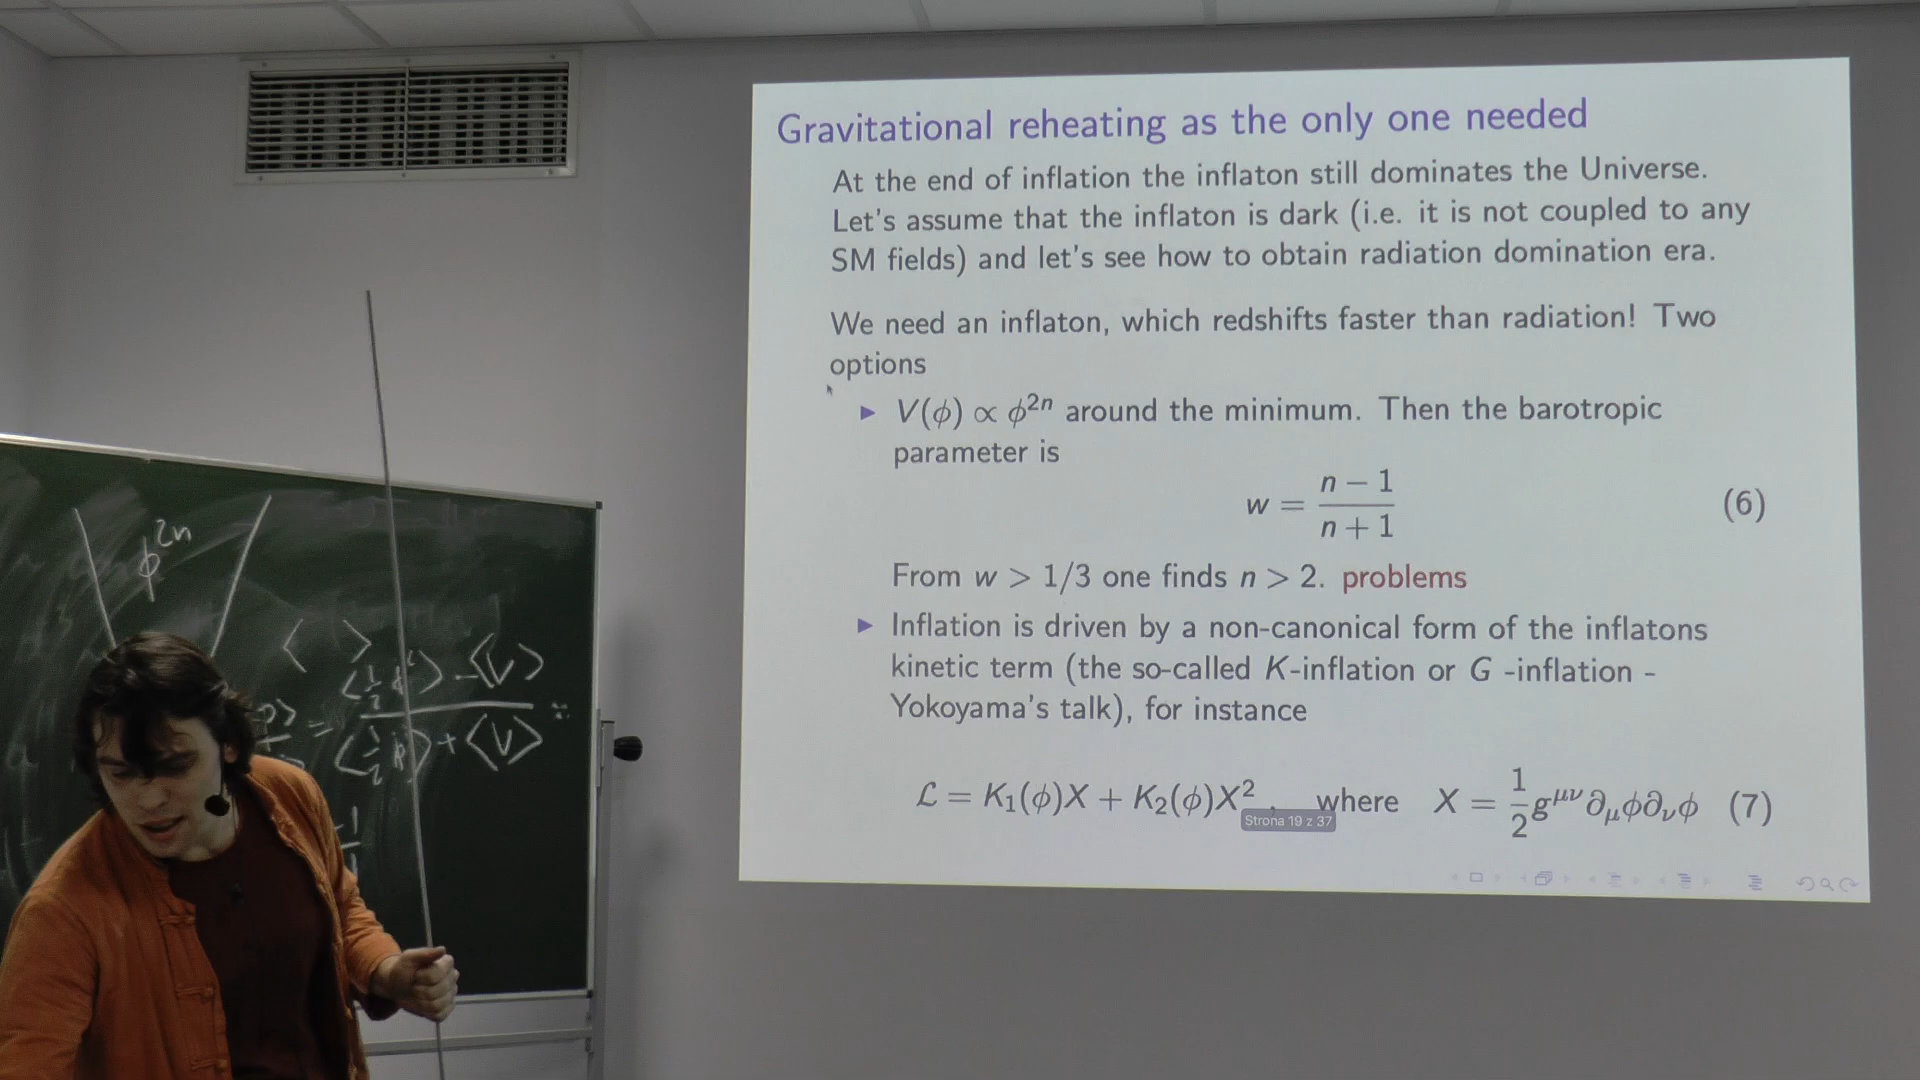 Gravitational reheating as the only one needed
At the end of inflation the inflaton still dominates the Universe.
Let's assume that the inflaton is dark (i.e. it is not coupled to any
SM fields) and let's see how to obtain radiation domination era.
We need an inflaton, which redshifts faster than radiation! Two
options
▶ V(ϕ) ∝ ϕ²ⁿ around the minimum. Then the barotropic
parameter is
w = (n − 1)/(n + 1) (6)
From w > 1/3 one finds n > 2. problems
▶ Inflation is driven by a non-canonical form of the inflatons
kinetic term (the so-called K-inflation or G -inflation -
Yokoyama's talk), for instance
ℒ = K₁(ϕ)X + K₂(ϕ)X², where X = 1/2 g^{μν} ∂_μϕ∂_νϕ (7)
Strona 19 z 37
ϕ²ⁿ